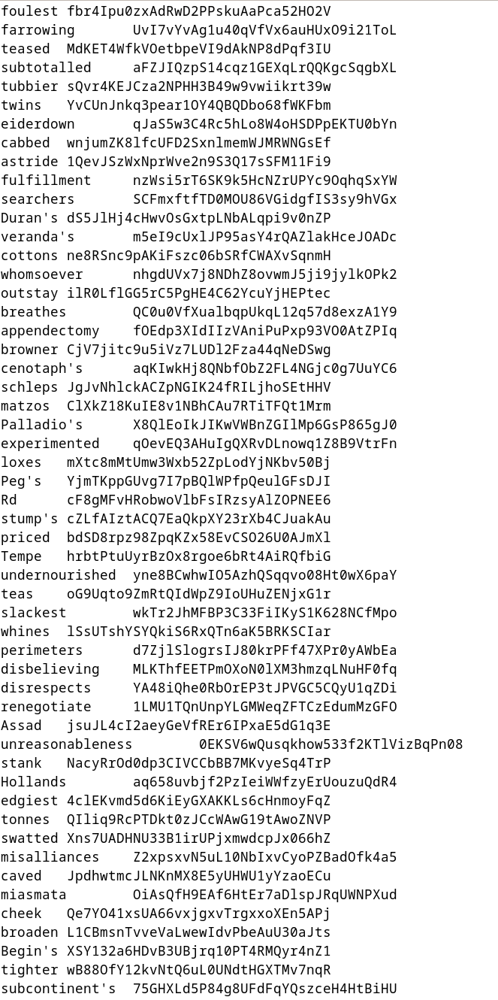 foulest fbr4Ipu0zxAdRwD2PPskuAaPca52HO2V
farrowing       UvI7vYvAg1u40qVfVx6auHUxO9i21ToL
teased  MdKET4WfkVOetbpeVI9dAkNP8dPqf3IU
subtotalled     aFZJIQzpS14cqz1GEXqLrQQKgcSqgbXL
tubbier sQvr4KEJCza2NPHH3B49w9vwiikrt39w
twins   YvCUnJnkq3pear1OY4QBQDbo68fWKFbm
eiderdown       qJaS5w3C4Rc5hLo8W4oHSDPpEKTU0bYn
cabbed  wnjumZK8lfcUFD2SxnlmemWJMRWNGsEf
astride 1QevJSzWxNprWve2n9S3Q17sSFM11Fi9
fulfillment     nzWsi5rT6SK9k5HcNZrUPYc9OqhqSxYW
searchers       SCFmxftfTD0MOU86VGidgfIS3sy9hVGx
Duran's dS5JlHj4cHwvOsGxtpLNbALqpi9v0nZP
veranda's       m5eI9cUxlJP95asY4rQAZlakHceJOADc
cottons ne8RSnc9pAKiFszc06bSRfCWAXvSqnmH
whomsoever      nhgdUVx7j8NDhZ8ovwmJ5ji9jylkOPk2
outstay ilR0LflGG5rC5PgHE4C62YcuYjHEPtec
breathes        QC0u0VfXualbqpUkqL12q57d8exzA1Y9
appendectomy    fOEdp3XIdIIzVAniPuPxp93VO0AtZPIq
browner CjV7jitc9u5iVz7LUDl2Fza44qNeDSwg
cenotaph's      aqKIwkHj8QNbfObZ2FL4NGjc0g7UuYC6
schleps JgJvNhlckACZpNGIK24fRILjhoSEtHHV
matzos  ClXkZ18KuIE8v1NBhCAu7RTiTFQt1Mrm
Palladio's      X8QlEoIkJIKwVWBnZGIlMp6GsP865gJ0
experimented    qOevEQ3AHuIgQXRvDLnowq1Z8B9VtrFn
loxes   mXtc8mMtUmw3Wxb52ZpLodYjNKbv50Bj
Peg's   YjmTKppGUvg7I7pBQlWPfpQeulGFsDJI
Rd      cF8gMFvHRobwoVlbFsIRzsyAlZOPNEE6
stump's cZLfAIztACQ7EaQkpXY23rXb4CJuakAu
priced  bdSD8rpz98ZpqKZx58EvCSO26U0AJmXl
Tempe   hrbtPtuUyrBzOx8rgoe6bRt4AiRQfbiG
undernourished  yne8BCwhwIO5AzhQSqqvo08Ht0wX6paY
teas    oG9Uqto9ZmRtQIdWpZ9IoUHuZENjxG1r
slackest        wkTr2JhMFBP3C33FiIKyS1K628NCfMpo
whines  lSsUTshYSYQkiS6RxQTn6aK5BRKSCIar
perimeters      d7ZjlSlogrsIJ80krPFf47XPr0yAWbEa
disbelieving    MLKThfEETPmOXoN0lXM3hmzqLNuHF0fq
disrespects     YA48iQhe0RbOrEP3tJPVGC5CQyU1qZDi
renegotiate     1LMU1TQnUnpYLGMWeqZFTCzEdumMzGFO
Assad   jsuJL4cI2aeyGeVfREr6IPxaE5dG1q3E
unreasonableness        0EKSV6wQusqkhow533f2KTlVizBqPn08
stank   NacyRrOd0dp3CIVCCbBB7MKvyeSq4TrP
Hollands        aq658uvbjf2PzIeiWWfzyErUouzuQdR4
edgiest 4clEKvmd5d6KiEyGXAKKLs6cHnmoyFqZ
tonnes  QIliq9RcPTDkt0zJCcWAwG19tAwoZNVP
swatted Xns7UADHNU33B1irUPjxmwdcpJx066hZ
misalliances    Z2xpsxvN5uL10NbIxvCyoPZBadOfk4a5
caved   JpdhwtmcJLNKnMX8E5yUHWU1yYzaoECu
miasmata        OiAsQfH9EAf6HtEr7aDlspJRqUWNPXud
cheek   Qe7YO41xsUA66vxjgxvTrgxxoXEn5APj
broaden L1CBmsnTvveVaLwewIdvPbeAuU30aJts
Begin's XSY132a6HDvB3UBjrq10PT4RMQyr4nZ1
tighter wB88OfY12kvNtQ6uL0UNdtHGXTMv7nqR
subcontinent's  75GHXLd5P84g8UFdFqYQszceH4HtBiHU